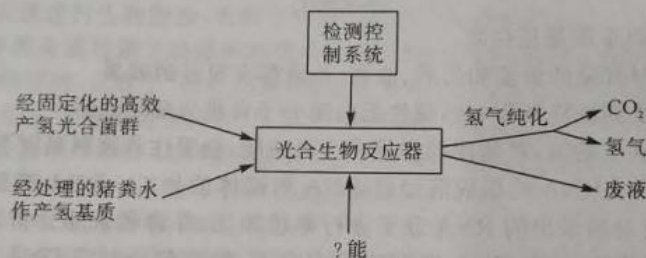 检测控
制系统
经固定化的高效
产氢光合菌群
氢气纯化
CO₂
光合生物反应器
氢气
经处理的猪粪水
作产氢基质
废液
?能